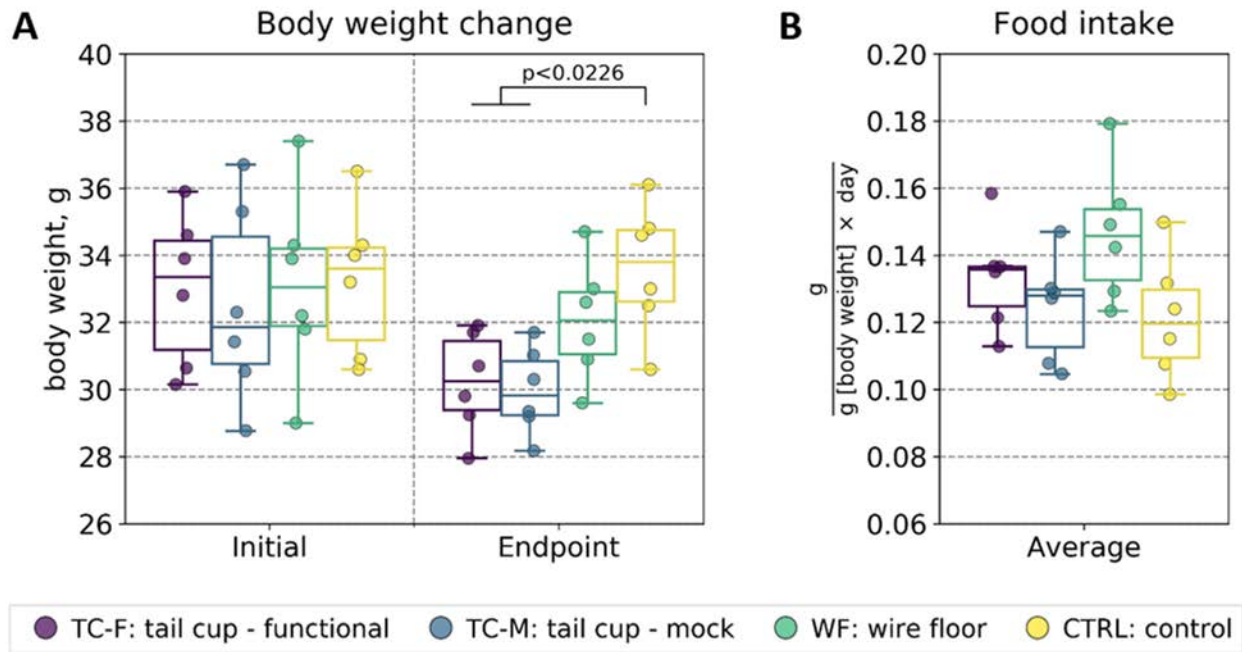 A
Body weight change
body weight, g
40
38
36
34
32
30
28
26
p<0.0226
Initial
Endpoint
B
Food intake
g
g [body weight] × day
0.20
0.18
0.16
0.14
0.12
0.10
0.08
0.06
Average
TC-F: tail cup - functional
TC-M: tail cup - mock
WF: wire floor
CTRL: control